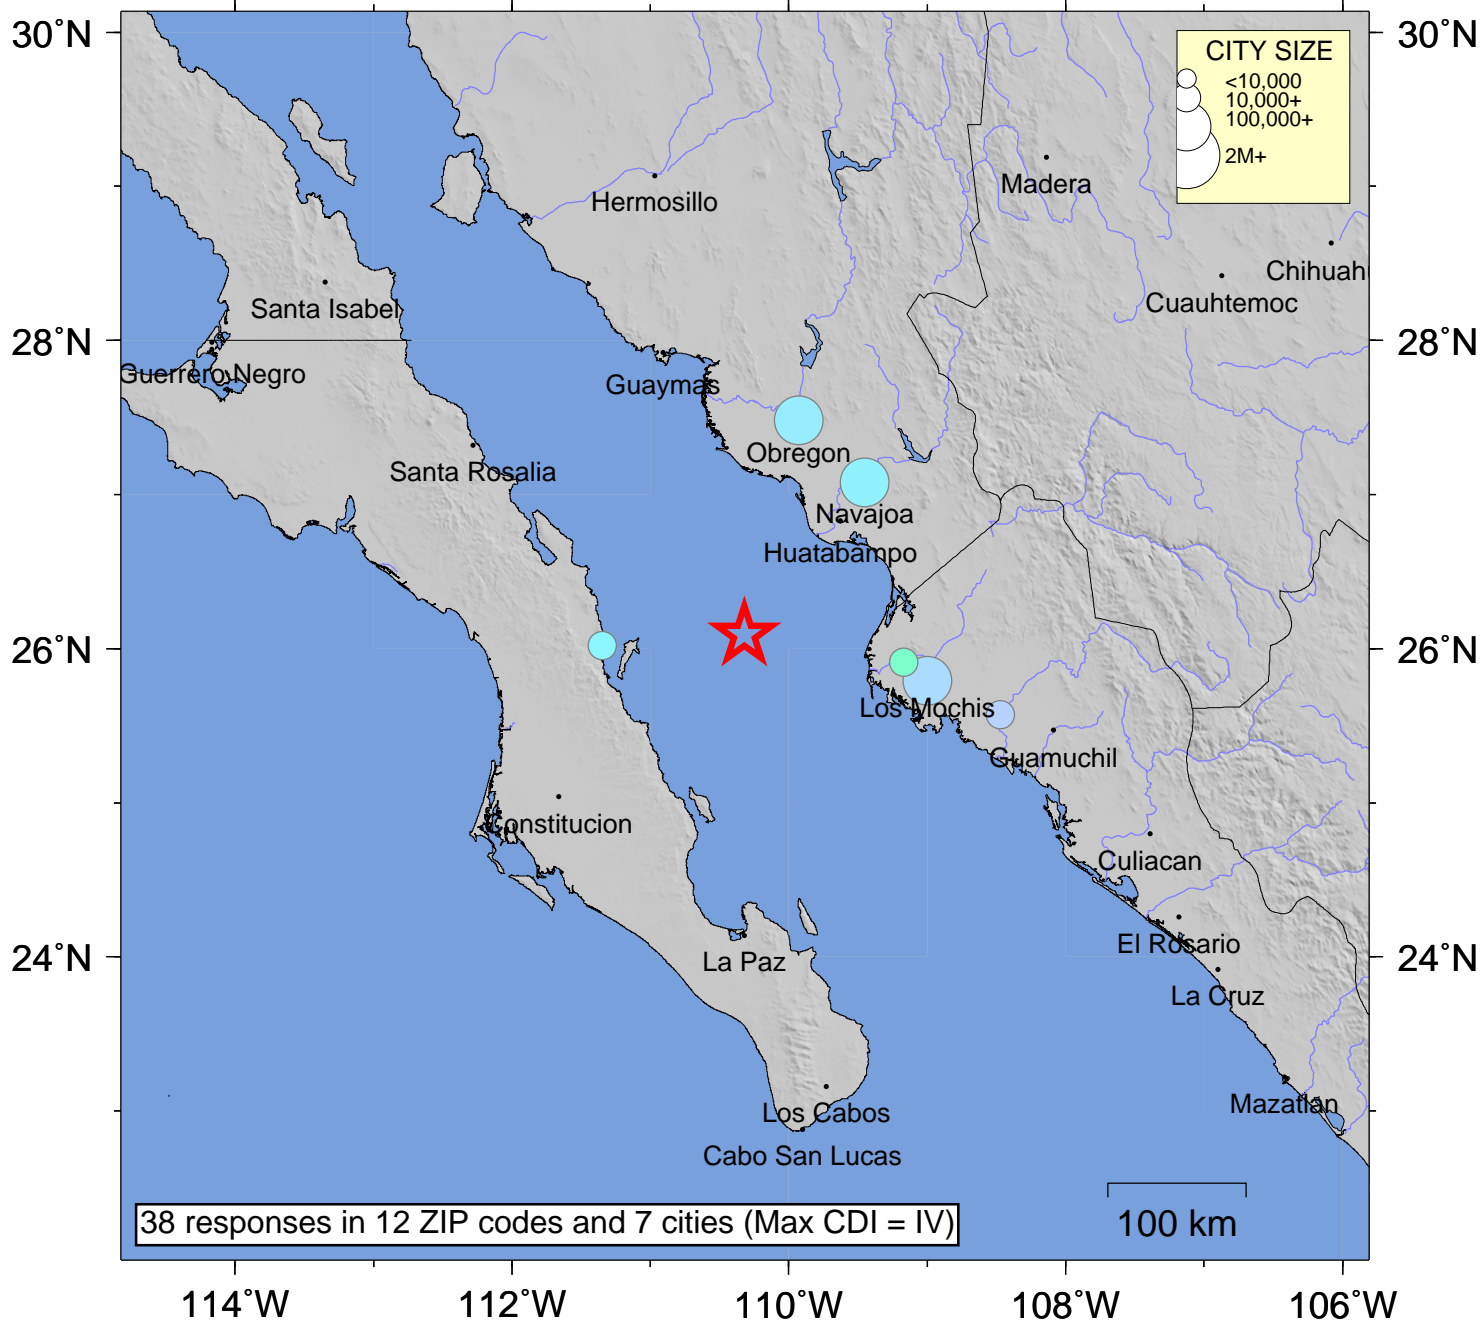 30˚N
30˚N
CITY SIZE
<10,000
10,000+
100,000+
2M+
Madera
Hermosillo
Chihuahu
Cuauhtemoc
Santa Isabel
28˚N
28˚N
Guerrero Negro
Guaymas
Obregon
Santa Rosalia
Navajoa
Huatabampo
26˚N
26˚N
Los Mochis
Guamuchil
Constitucion
Culiacan
El Rosario
24˚N
24˚N
La Paz
La Cruz
Mazatlan
Los Cabos
Cabo San Lucas
38 responses in 12 ZIP codes and 7 cities (Max CDI = IV)
100 km
114˚W
112˚W
110˚W
108˚W
106˚W